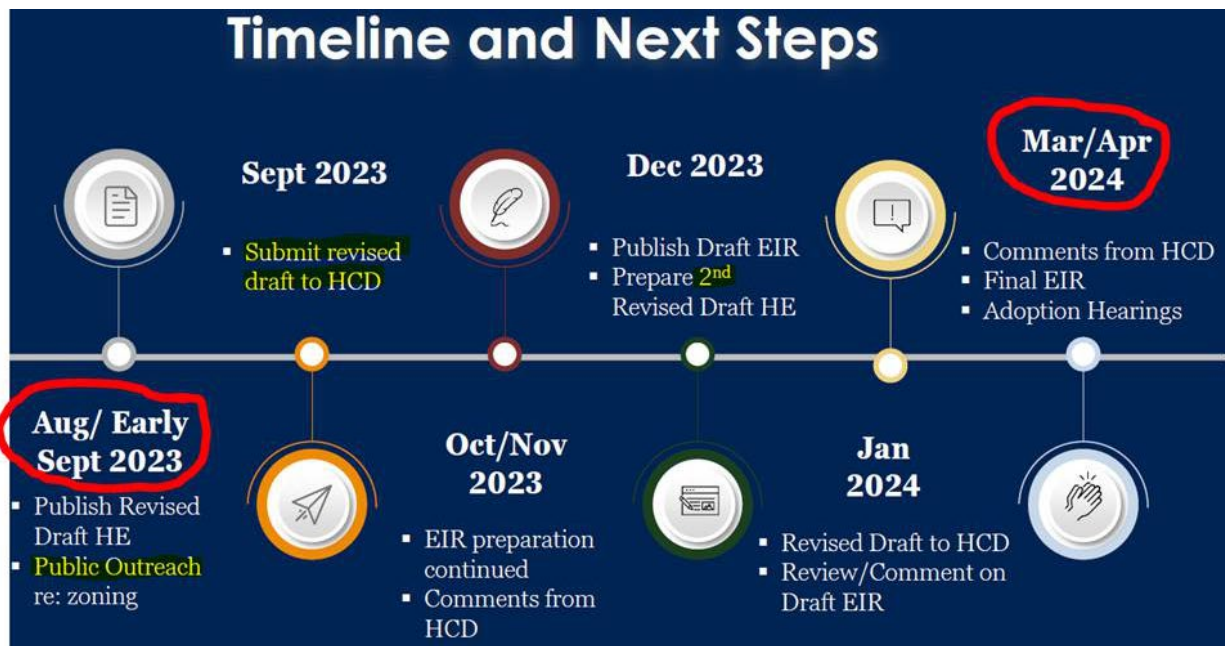 Timeline and Next Steps
Aug/ Early
Sept 2023
▪ Publish Revised
Draft HE
▪ Public Outreach
re: zoning
Sept 2023
▪ Submit revised
draft to HCD
Oct/Nov
2023
▪ EIR preparation
continued
▪ Comments from
HCD
Dec 2023
▪ Publish Draft EIR
▪ Prepare 2nd
Revised Draft HE
Jan
2024
▪ Revised Draft to HCD
▪ Review/Comment on
Draft EIR
Mar/Apr
2024
▪ Comments from HCD
▪ Final EIR
▪ Adoption Hearings